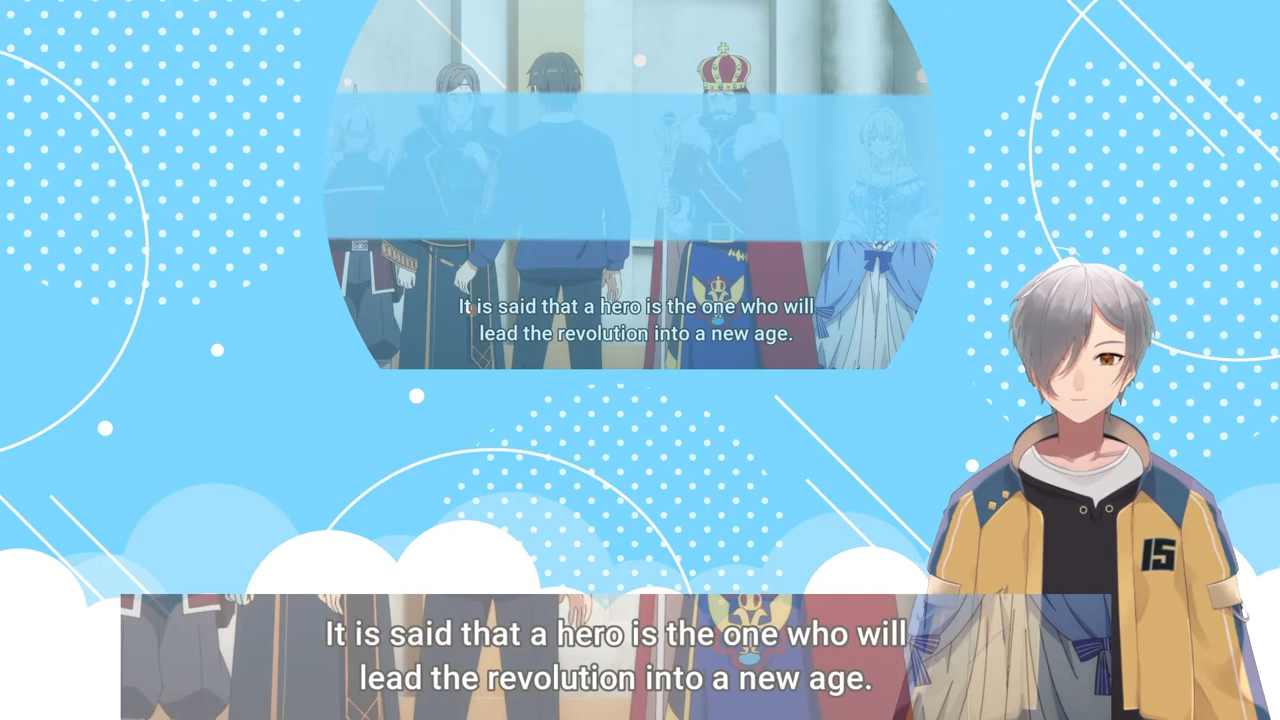 It is said that a hero is the one who will
lead the revolution into a new age.
15
It is said that a hero is the one who will
lead the revolution into a new age.